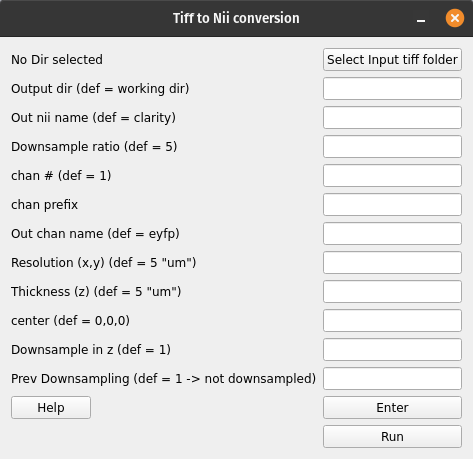 Tiff to Nii conversion
No Dir selected Select Input tiff folder
Output dir (def = working dir)
Out nii name (def = clarity)
Downsample ratio (def = 5)
chan # (def = 1)
chan prefix
Out chan name (def = eyfp)
Resolution (x,y) (def = 5 "um")
Thickness (z) (def = 5 "um")
center (def = 0,0,0)
Downsample in z (def = 1)
Prev Downsampling (def = 1 -> not downsampled)
Help Enter
Run